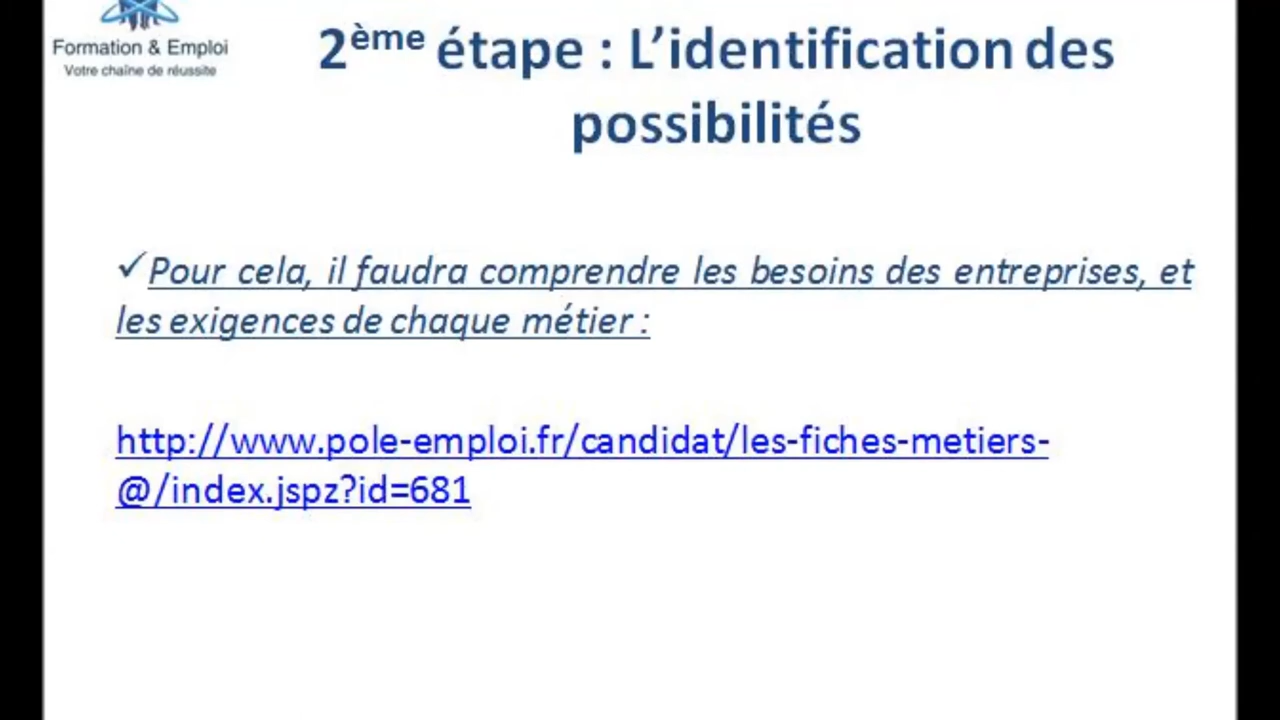 Formation & Emploi
Votre chaîne de réussite
2ème étape : L'identification des
possibilités
✓Pour cela, il faudra comprendre les besoins des entreprises, et
les exigences de chaque métier :
http://www.pole-emploi.fr/candidat/les-fiches-metiers-
@/index.jspz?id=681